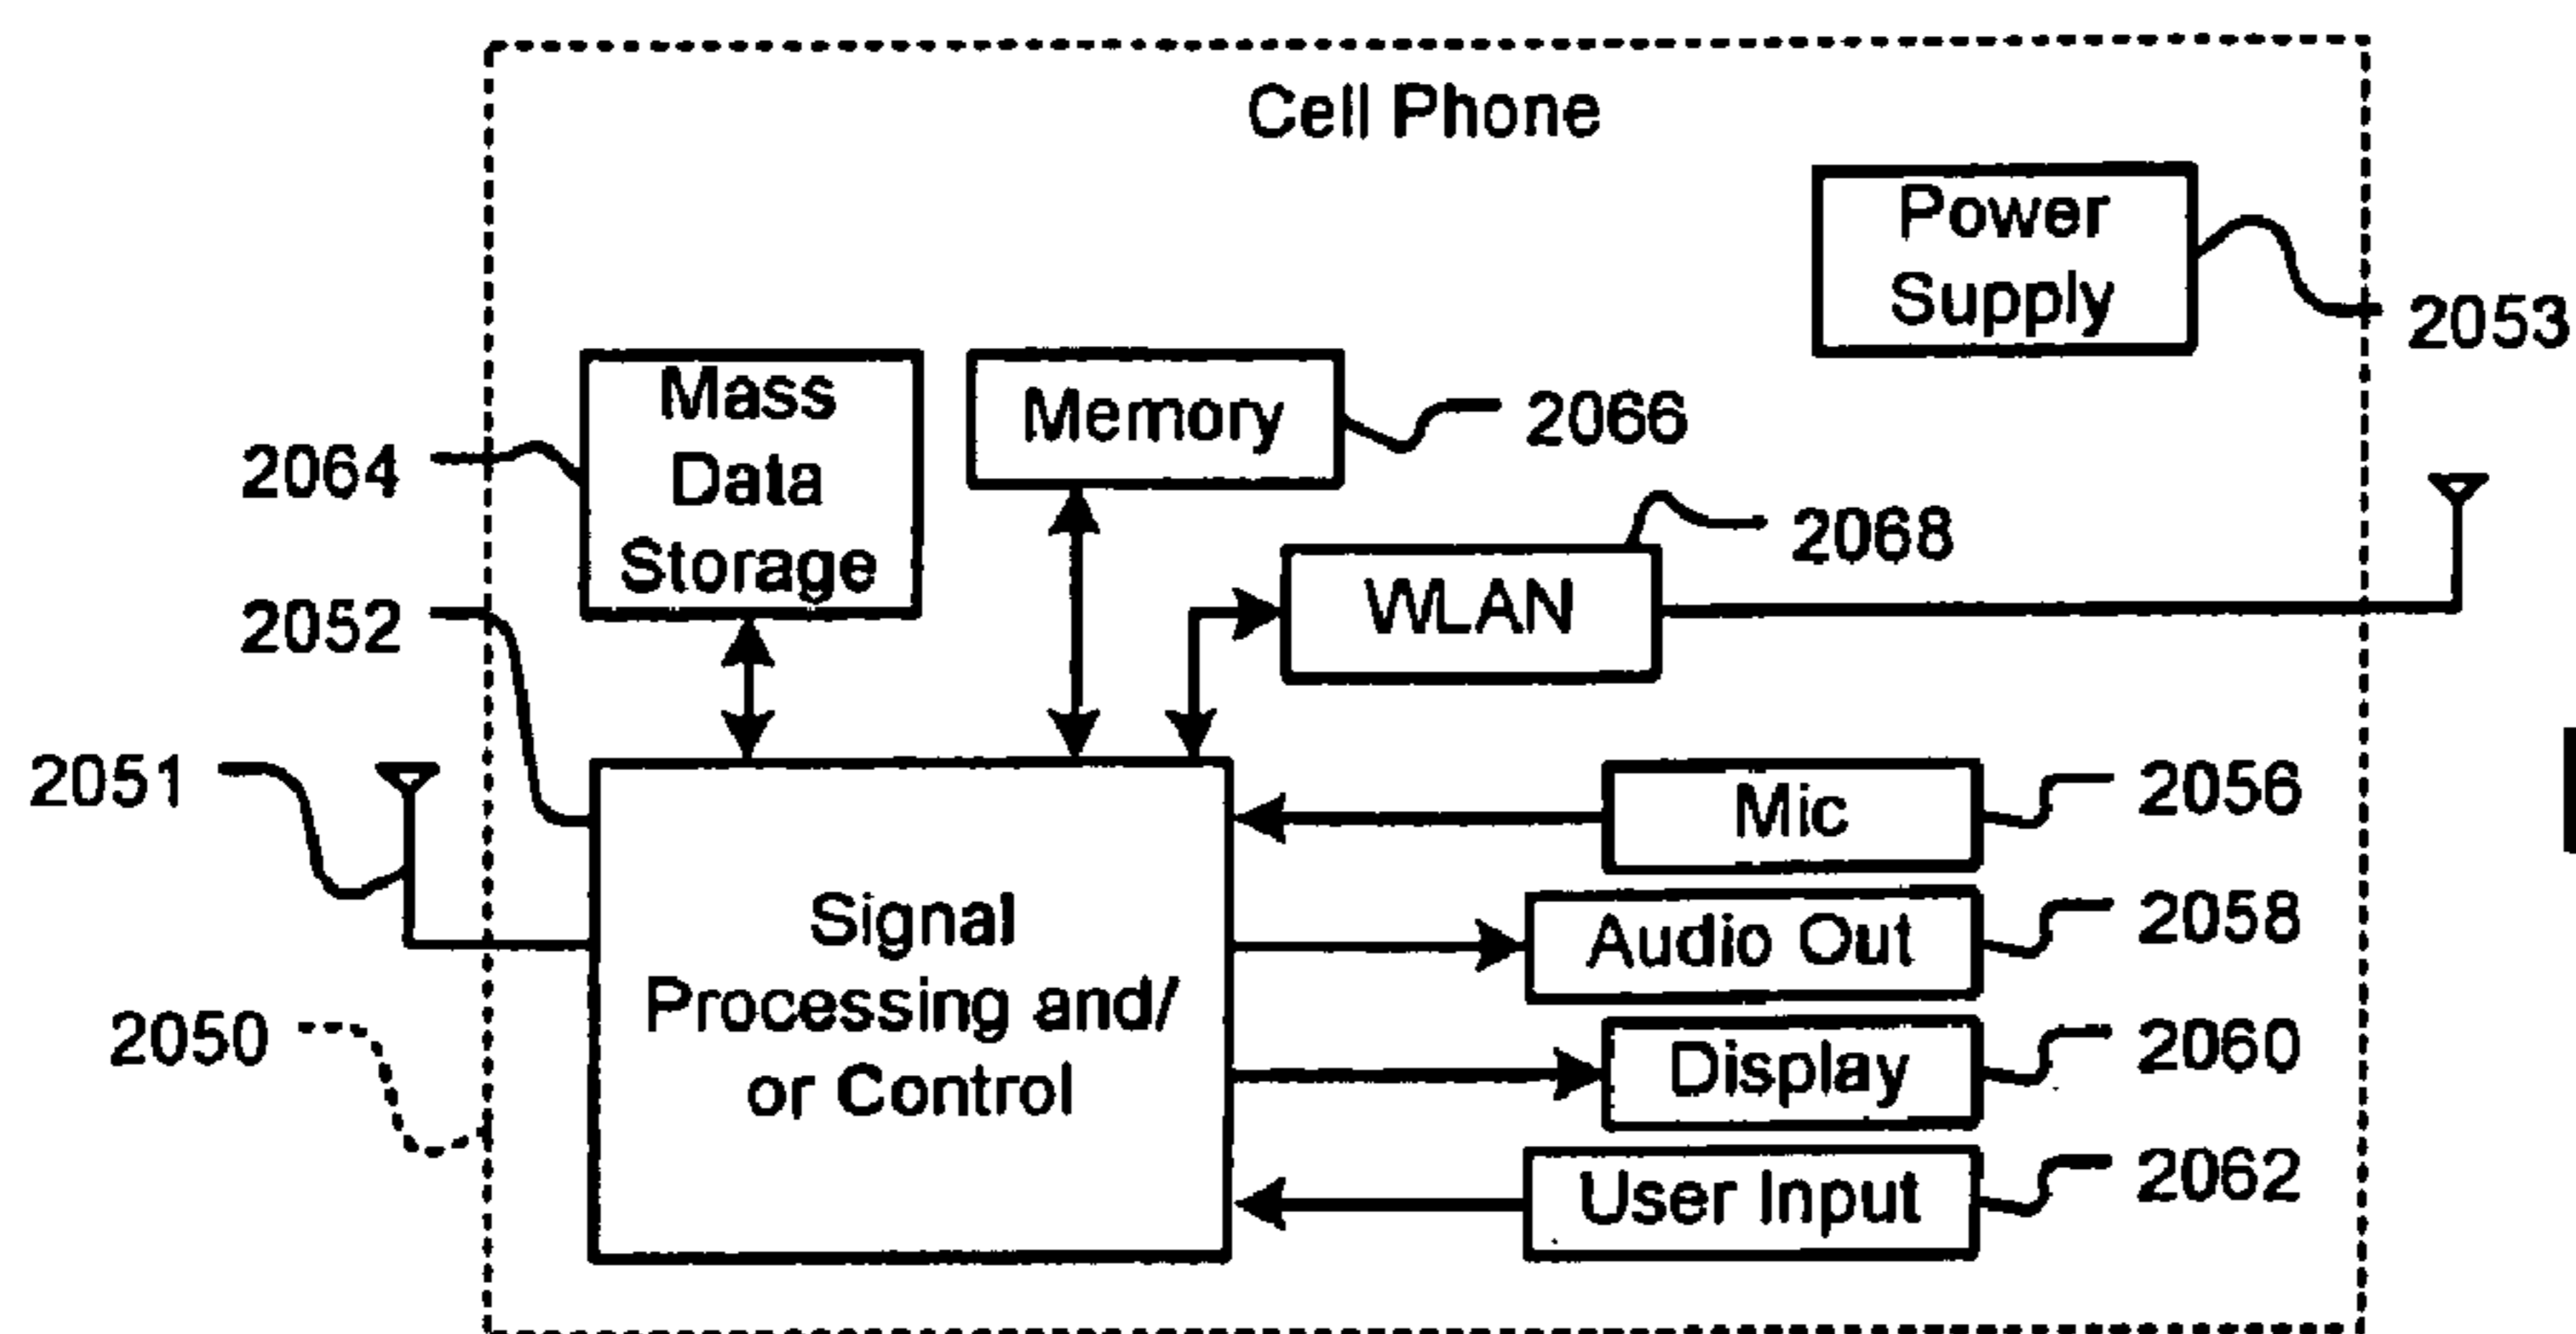 Cell Phone
Power
Supply
2053
Mass
Data
Storage
2064
Memory
2066
2068
WLAN
2052
2051
Mic
2056
Signal
Processing and/
or Control
Audio Out
2058
2050
Display
2060
User Input
2062